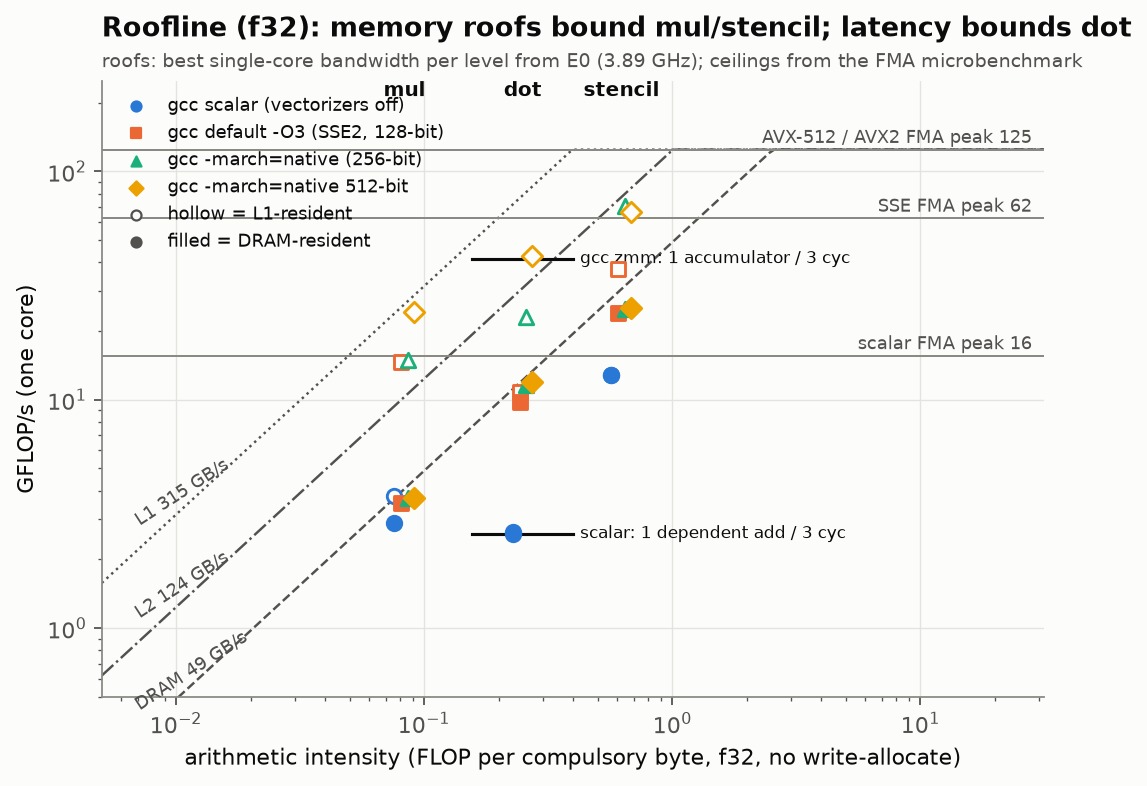 Roofline (f32): memory roofs bound mul/stencil; latency bounds dot
roofs: best single-core bandwidth per level from E0 (3.89 GHz); ceilings from the FMA microbenchmark
mul dot stencil
gcc scalar (vectorizers off)
gcc default -O3 (SSE2, 128-bit)
gcc -march=native (256-bit)
gcc -march=native 512-bit
hollow = L1-resident
filled = DRAM-resident
AVX-512 / AVX2 FMA peak 125
SSE FMA peak 62
gcc zmm: 1 accumulator / 3 cyc
scalar FMA peak 16
scalar: 1 dependent add / 3 cyc
L1 315 GB/s
L2 124 GB/s
DRAM 49 GB/s
GFLOP/s (one core)
10²
10¹
10⁰
10⁻² 10⁻¹ 10⁰ 10¹
arithmetic intensity (FLOP per compulsory byte, f32, no write-allocate)